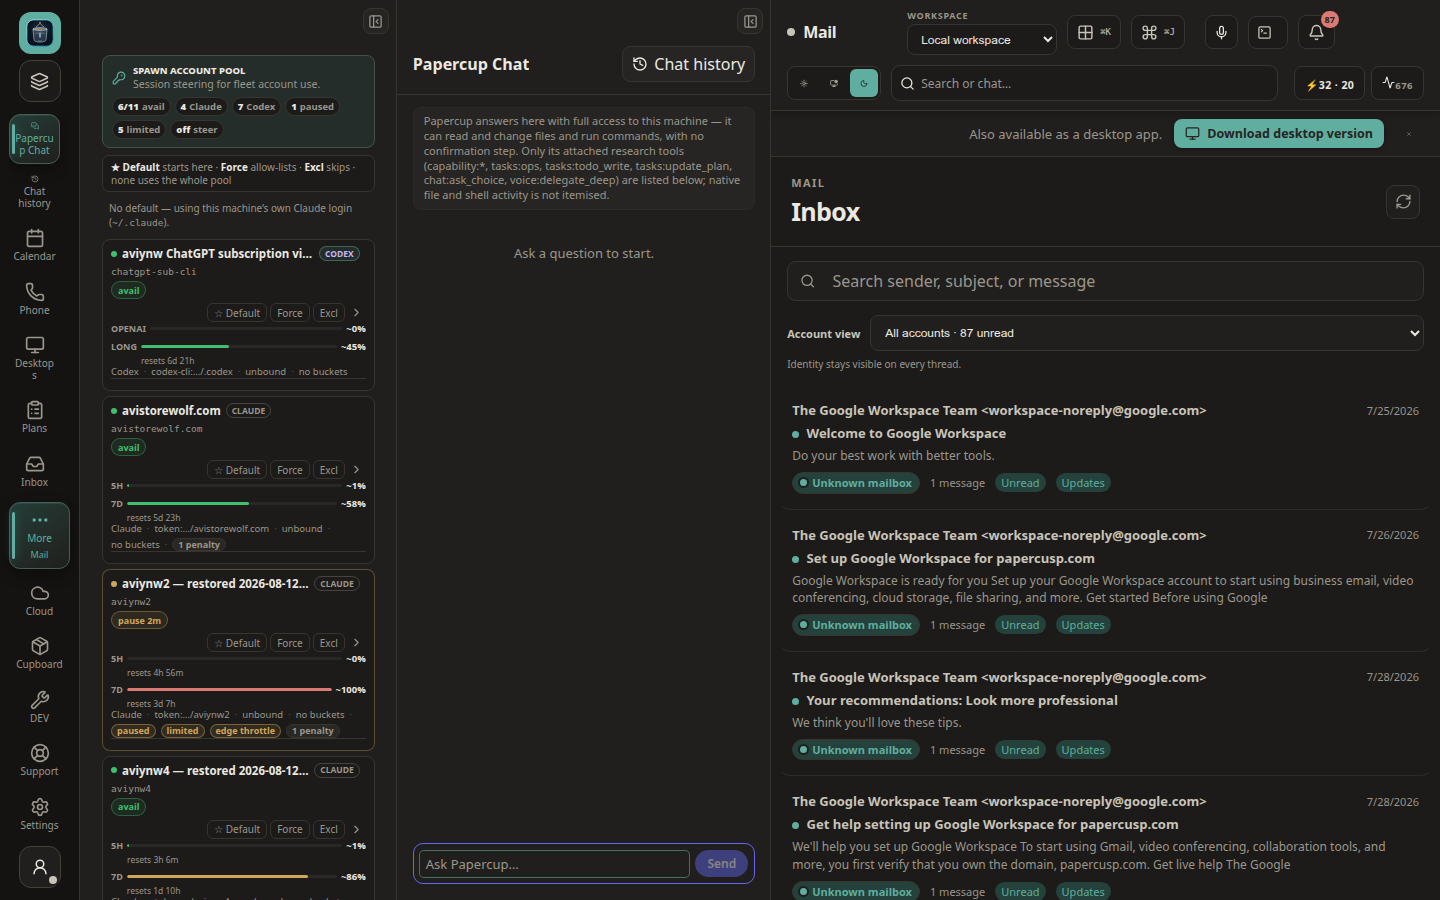 Papercu
p Chat
Chat
history
Calendar
Phone
Desktop
s
Plans
Inbox
More
Mail
Cloud
Cupboard
DEV
Support
Settings
SPAWN ACCOUNT POOL
Session steering for fleet account use.
6/11 avail
4 Claude
7 Codex
1 paused
5 limited
off steer
★ Default starts here · Force allow-lists · Excl skips ·
none uses the whole pool
No default — using this machine's own Claude login
(~/.claude).
aviynw ChatGPT subscription vi...
CODEX
chatgpt-sub-cli
avail
☆ Default
Force
Excl
OPENAI
~0%
LONG
~45%
resets 6d 21h
Codex · codex-cli:.../.codex · unbound · no buckets
avistorewolf.com
CLAUDE
avistorewolf.com
avail
☆ Default
Force
Excl
5H
~1%
7D
~58%
resets 5d 23h
Claude · token:.../avistorewolf.com · unbound ·
no buckets · 1 penalty
aviynw2 — restored 2026-08-12...
CLAUDE
aviynw2
pause 2m
☆ Default
Force
Excl
5H
~0%
resets 4h 56m
7D
~100%
resets 3d 7h
Claude · token:.../aviynw2 · unbound · no buckets ·
paused
limited
edge throttle
1 penalty
aviynw4 — restored 2026-08-12...
CLAUDE
aviynw4
avail
☆ Default
Force
Excl
5H
~1%
resets 3h 6m
7D
~86%
resets 1d 10h
Papercup Chat
Chat history
Papercup answers here with full access to this machine — it
can read and change files and run commands, with no
confirmation step. Only its attached research tools
(capability:*, tasks:ops, tasks:todo_write, tasks:update_plan,
chat:ask_choice, voice:delegate_deep) are listed below; native
file and shell activity is not itemised.
Ask a question to start.
Ask Papercup...
Send
Mail
WORKSPACE
Local workspace
⌘K
⌘J
87
Search or chat...
⚡32 · 20
676
Also available as a desktop app.
Download desktop version
×
MAIL
Inbox
Search sender, subject, or message
Account view
All accounts · 87 unread
Identity stays visible on every thread.
The Google Workspace Team <workspace-noreply@google.com>
7/25/2026
Welcome to Google Workspace
Do your best work with better tools.
Unknown mailbox
1 message
Unread
Updates
The Google Workspace Team <workspace-noreply@google.com>
7/26/2026
Set up Google Workspace for papercusp.com
Google Workspace is ready for you Set up your Google Workspace account to start using business email, video
conferencing, cloud storage, file sharing, and more. Get started Before using Google
Unknown mailbox
1 message
Unread
Updates
The Google Workspace Team <workspace-noreply@google.com>
7/28/2026
Your recommendations: Look more professional
We think you'll love these tips.
Unknown mailbox
1 message
Unread
Updates
The Google Workspace Team <workspace-noreply@google.com>
7/28/2026
Get help setting up Google Workspace for papercusp.com
We'll help you set up Google Workspace To start using Gmail, video conferencing, collaboration tools, and
more, you first verify that you own the domain, papercusp.com. Get live help The Google
Unknown mailbox
1 message
Unread
Updates